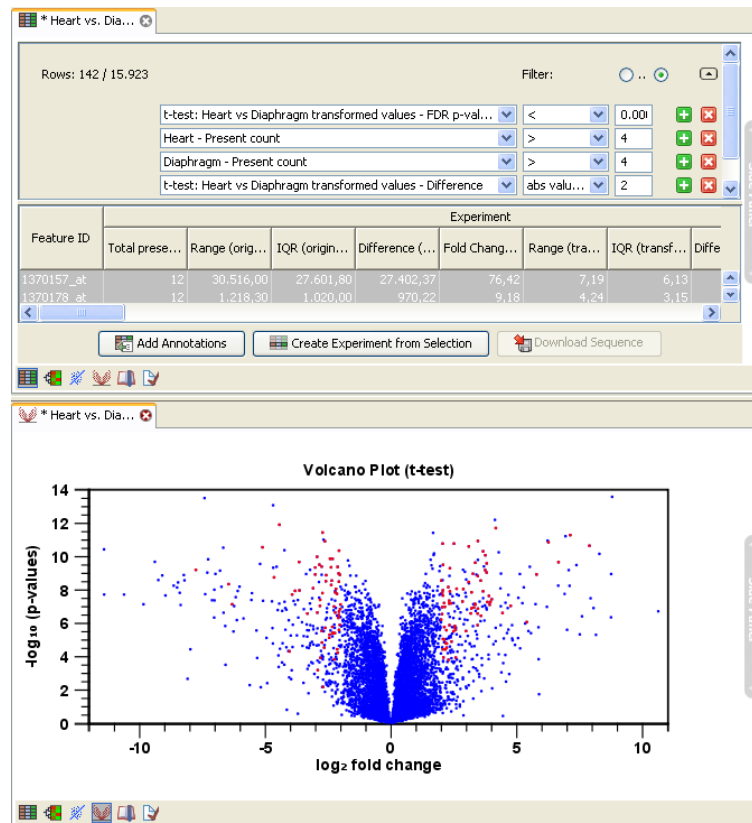 * Heart vs. Dia...
Rows: 142 / 15.923 Filter: ..
t-test: Heart vs Diaphragm transformed values - FDR p-val... < 0.00
Heart - Present count > 4
Diaphragm - Present count > 4
t-test: Heart vs Diaphragm transformed values - Difference abs valu... 2
Experiment
Feature ID Total prese... Range (orig... IQR (origin... Difference (... Fold Chang... Range (tra... IQR (transf... Diffe
1370157_at 12 30.516,00 27.601,80 27.402,37 76,42 7,19 6,13
1370178_at 12 1.218,30 1.020,00 970,22 9,18 4,24 3,15
Add Annotations Create Experiment from Selection Download Sequence
* Heart vs. Dia...
Volcano Plot (t-test)
14
12
10
8
6
4
2
0
-log₁₀ (p-values)
-10 -5 0 5 10
log₂ fold change